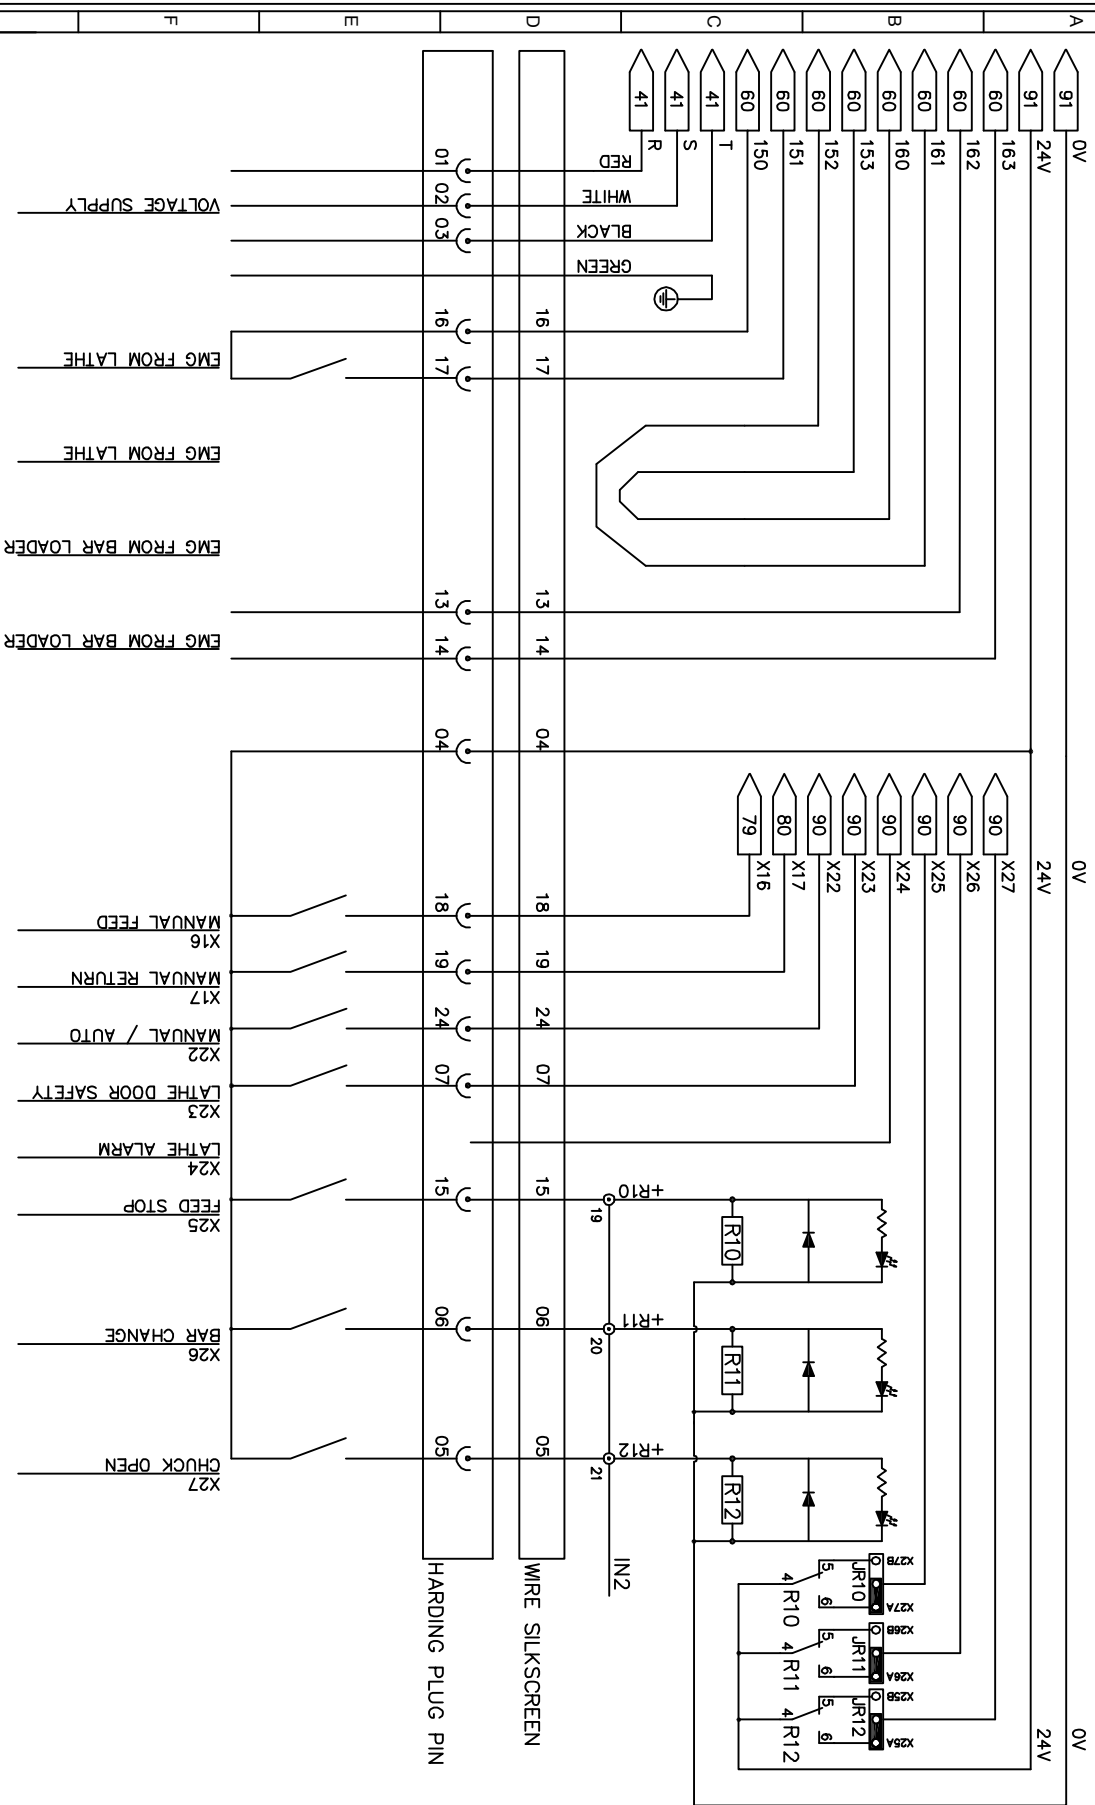 A
B
C
D
E
F
91 0V
91 24V
60 163
60 162
60 161
60 160
60 153
60 152
60 151
60 150
41 T
41 S
41 R
RED
WHITE
BLACK
GREEN
01
02
03
16 16
17 17
13 13
14 14
04 04
VOLTAGE SUPPLY
EMG FROM LATHE
EMG FROM LATHE
EMG FROM BAR LOADER
EMG FROM BAR LOADER
0V
24V
90 X27
90 X26
90 X25
90 X24
90 X23
90 X22
80 X17
79 X16
18 18
19 19
24 24
07 07
15 15
06 06
05 05
MANUAL FEED
X16
MANUAL RETURN
X17
MANUAL / AUTO
X22
LATHE DOOR SAFETY
X23
LATHE ALARM
X24
FEED STOP
X25
BAR CHANGE
X26
CHUCK OPEN
X27
+R10
19
R10
+R11
20
R11
+R12
21
R12
IN2
WIRE SILKSCREEN
HARDING PLUG PIN
0V
24V
X27B
JR10
X27A
5
6
4
R10
X26B
JR11
X26A
5
6
4
R11
X25B
JR12
X25A
5
6
4
R12